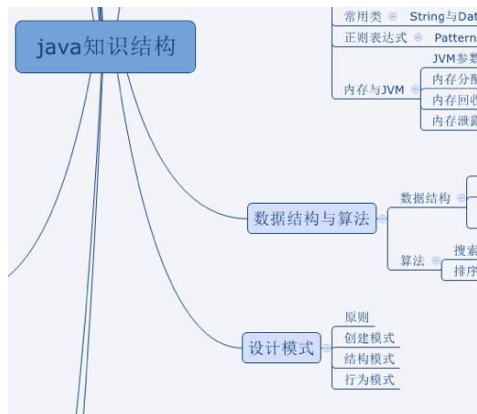 java知识结构
常用类 String与Dat
正则表达式 Pattern
内存与JVM
JVM参数
内存分配
内存回收
内存泄露
数据结构与算法
数据结构
算法
搜索
排序
设计模式
原则
创建模式
结构模式
行为模式